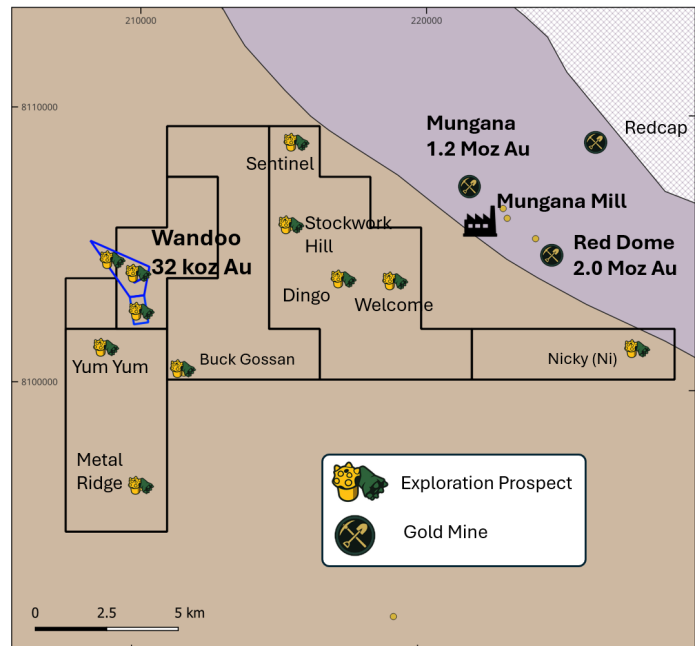 210000
220000
8110000
Mungana
1.2 Moz Au
Redcap
Sentinel
Mungana Mill
Stockwork
Hill
Wandoo
32 koz Au
Red Dome
2.0 Moz Au
Dingo
Welcome
Yum Yum
Buck Gossan
Nicky (Ni)
8100000
Metal
Ridge
Exploration Prospect
Gold Mine
0 2.5 5 km